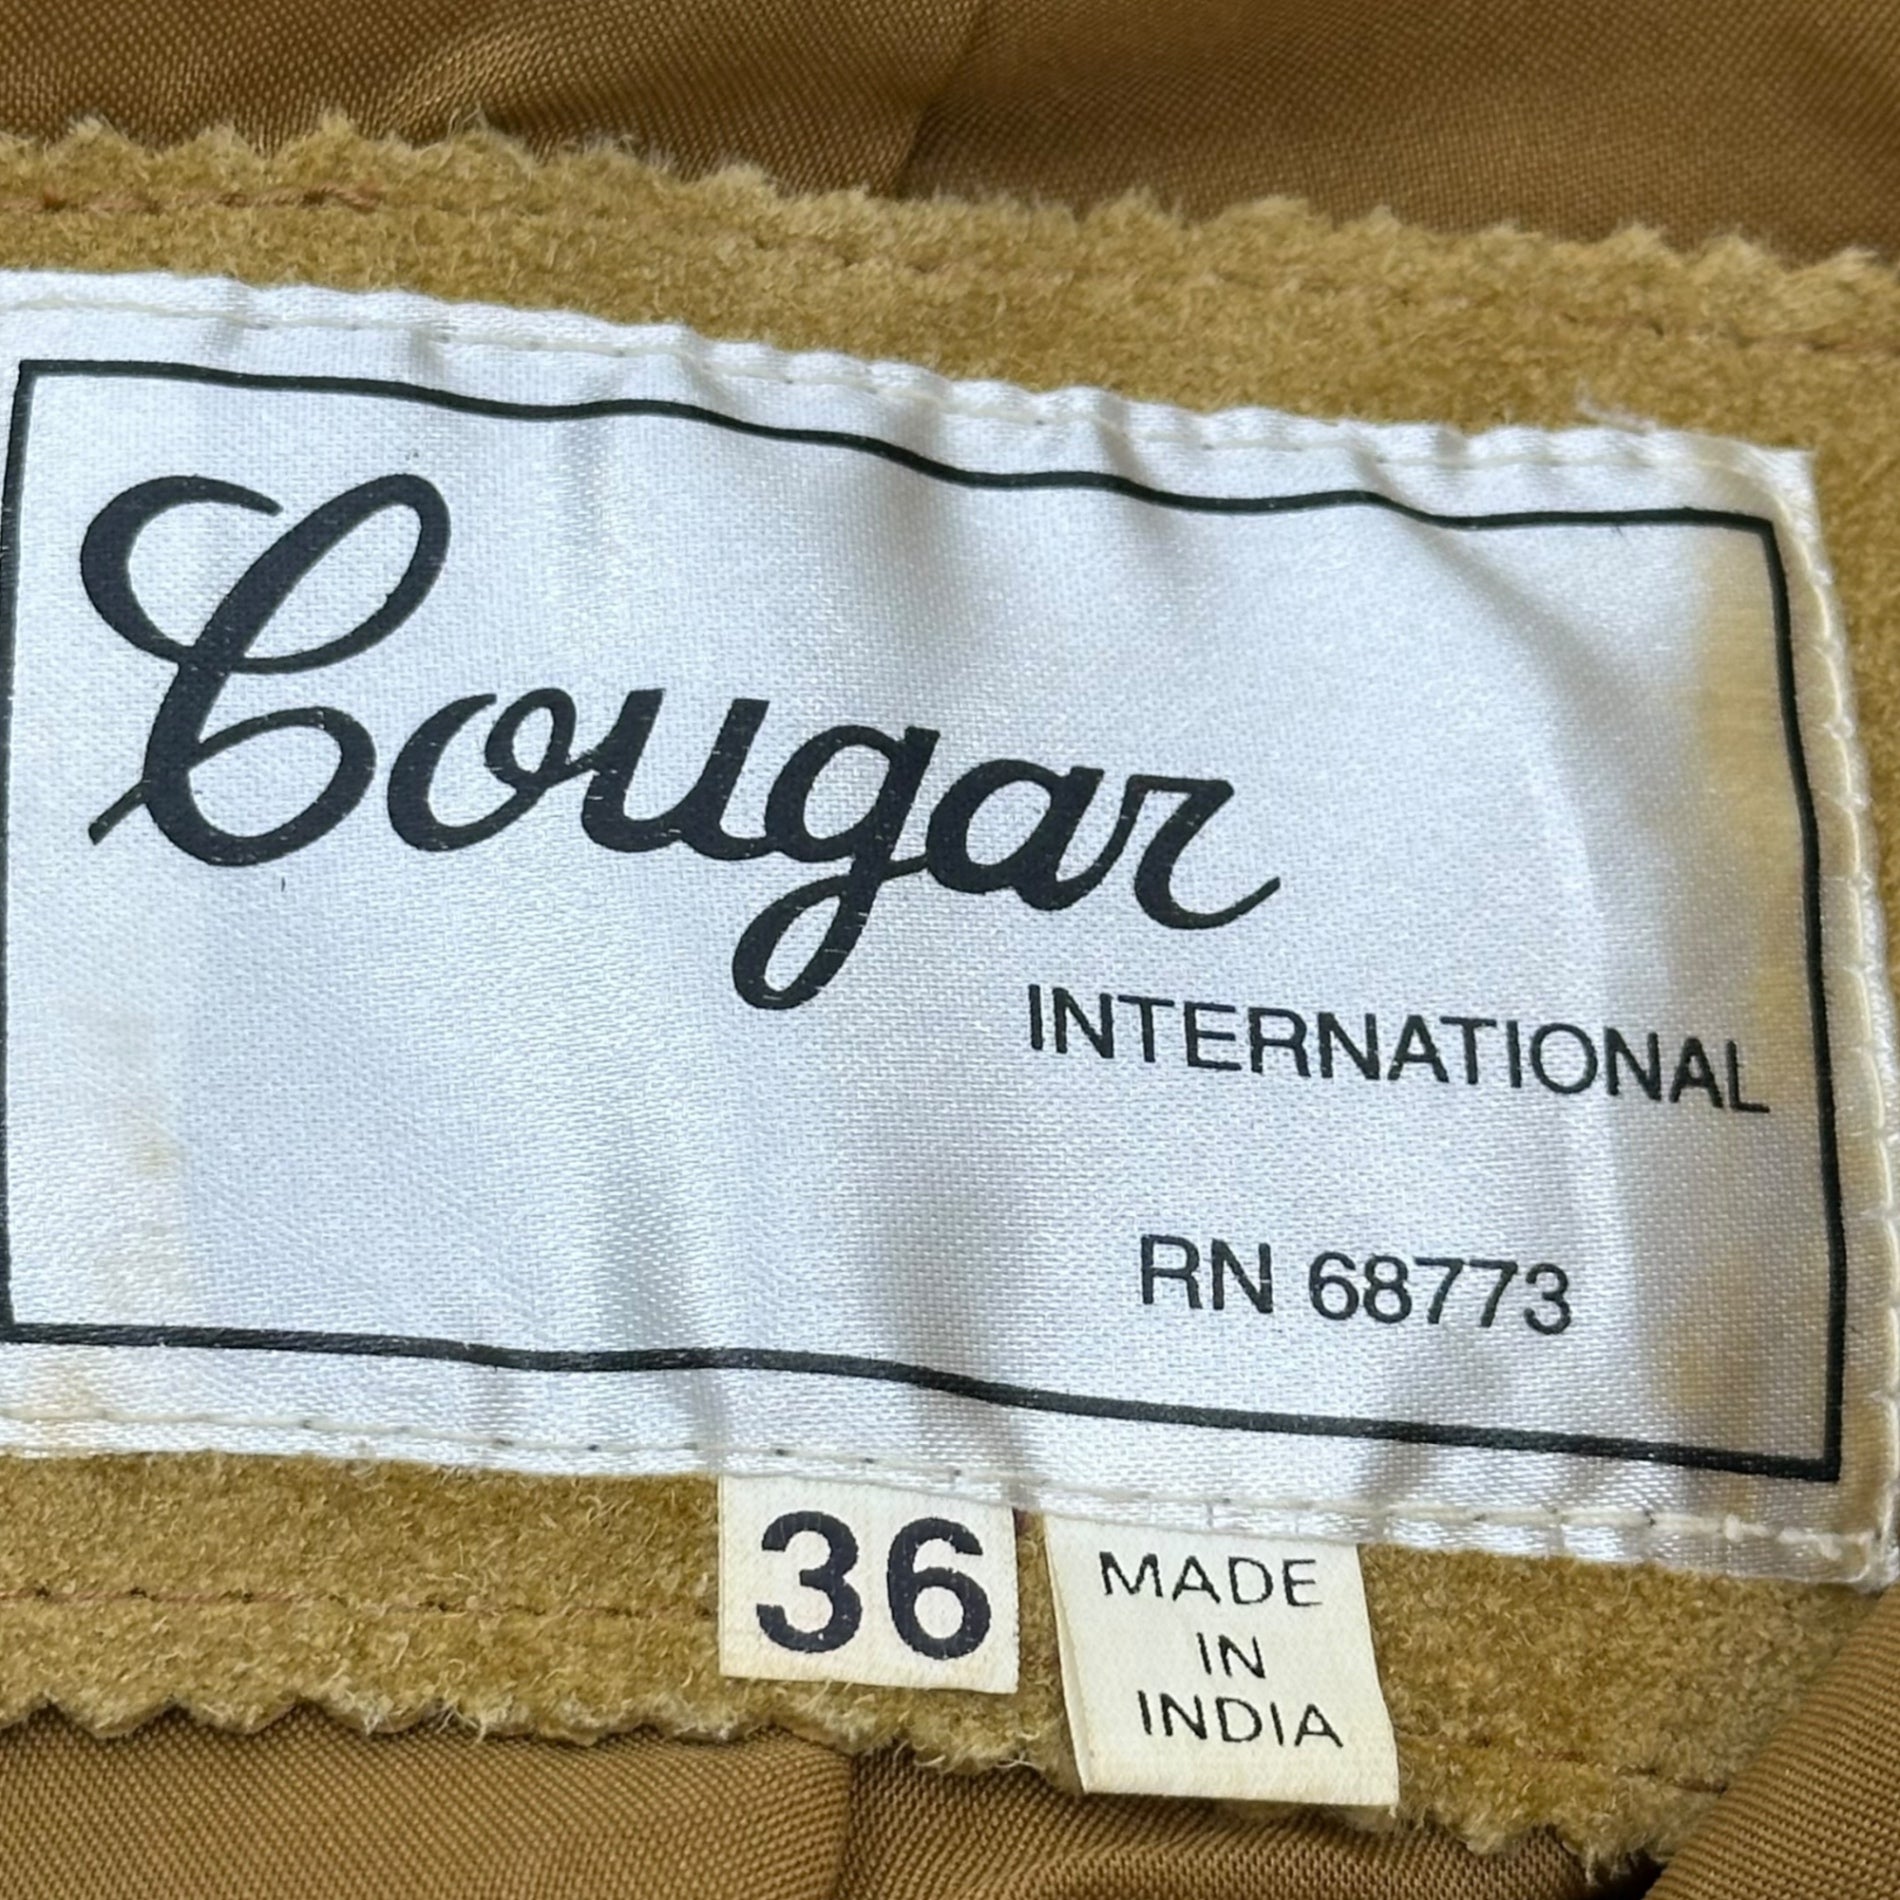 Cougar
INTERNATIONAL
RN 68773
36
MADE
IN
INDIA